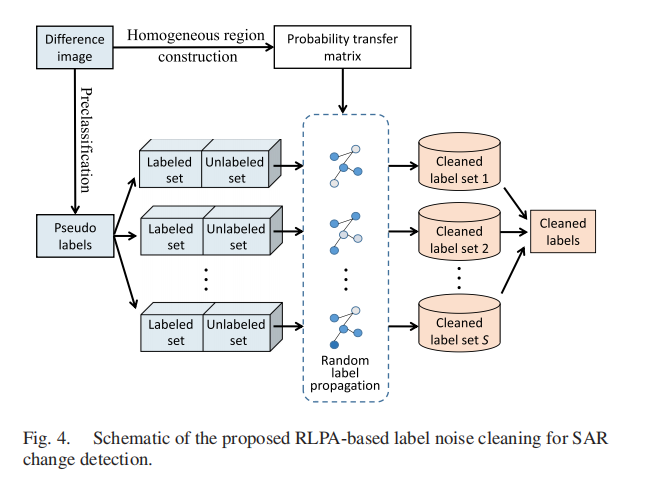 Difference
image
Homogeneous region
construction
Probability transfer
matrix
Preclassification
Pseudo
labels
Labeled
set
Unlabeled
set
Labeled
set
Unlabeled
set
Labeled
set
Unlabeled
set
Random
label
propagation
Cleaned
label set 1
Cleaned
label set 2
Cleaned
label set S
Cleaned
labels
Fig. 4. Schematic of the proposed RLPA-based label noise cleaning for SAR
change detection.